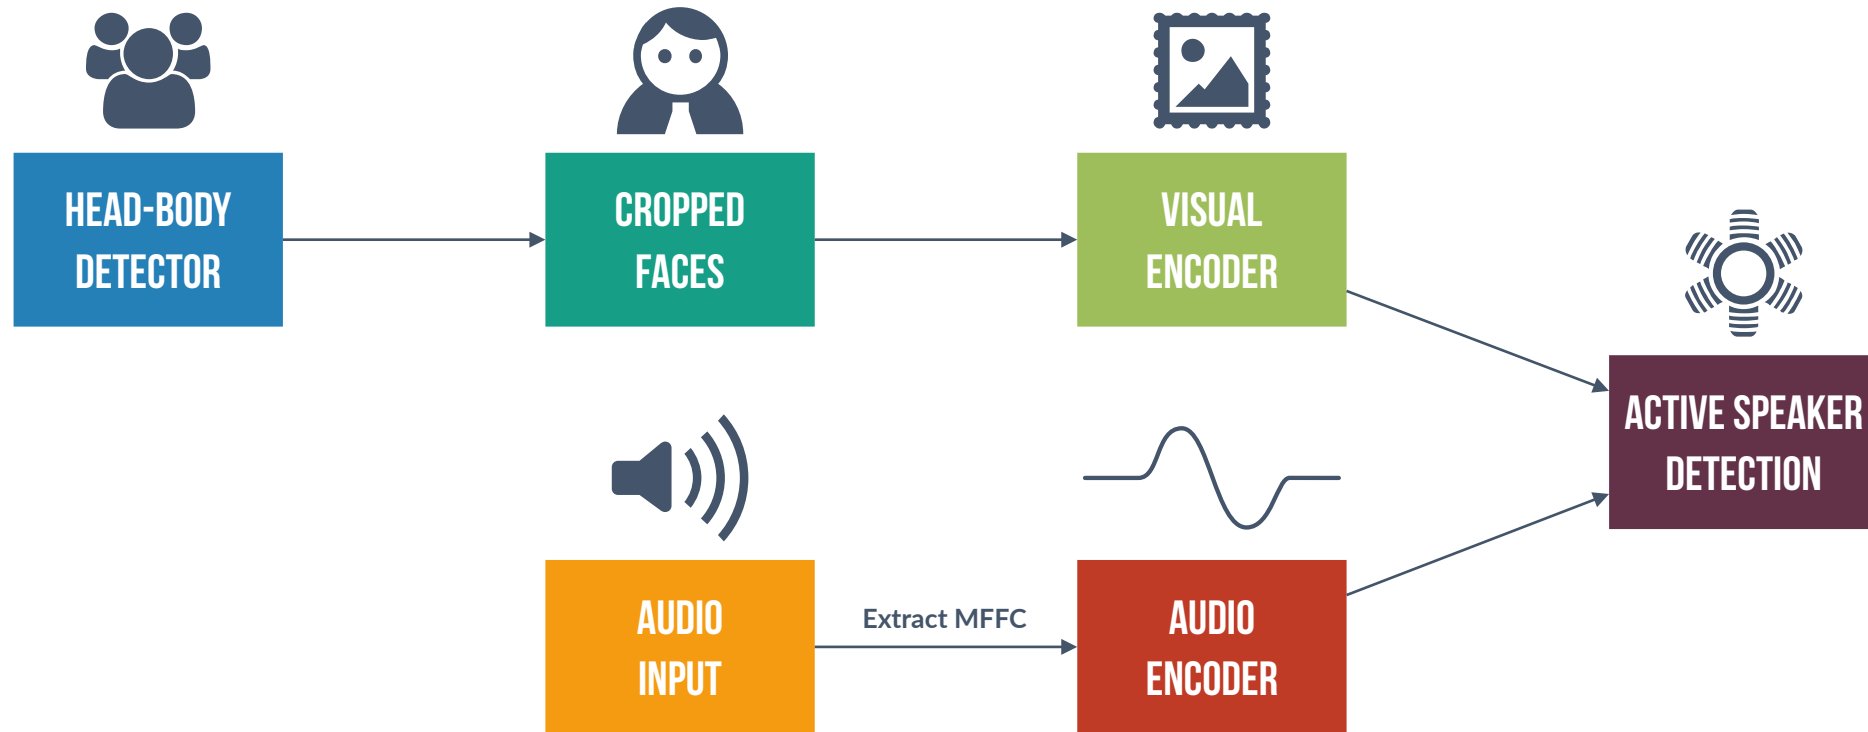 HEAD-BODY
DETECTOR
CROPPED
FACES
VISUAL
ENCODER
ACTIVE SPEAKER
DETECTION
AUDIO
INPUT
Extract MFFC
AUDIO
ENCODER